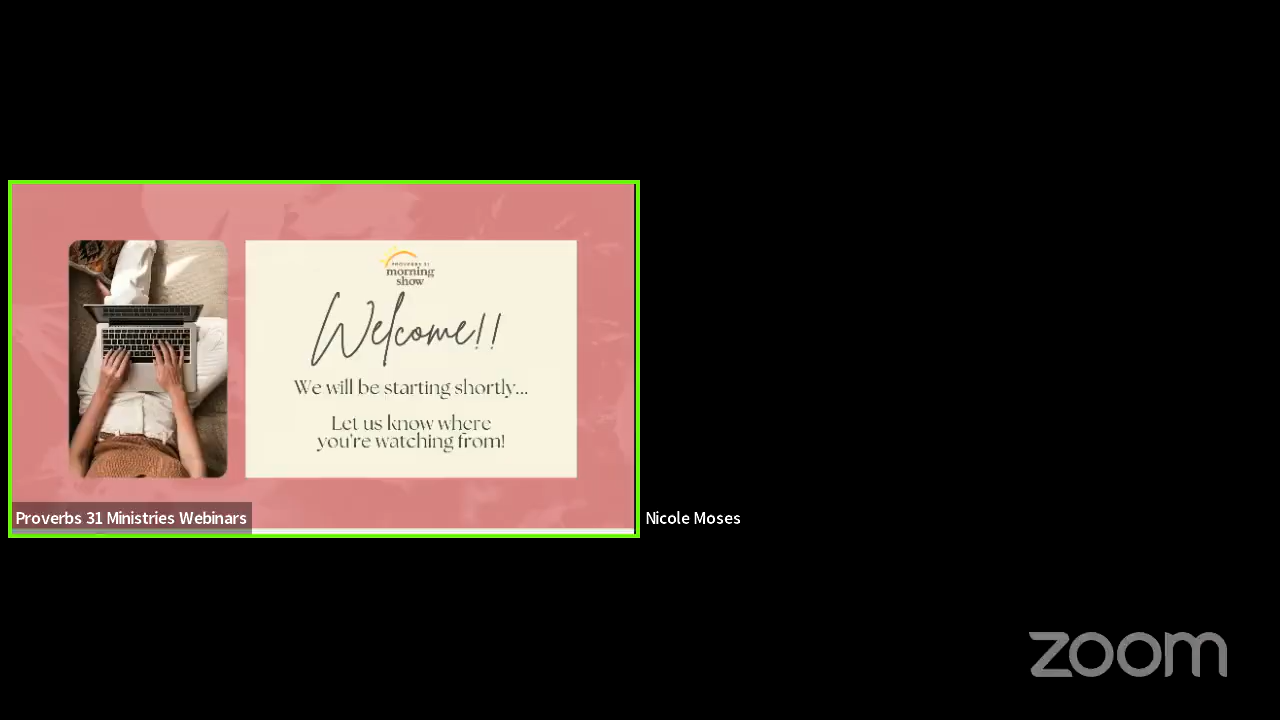 PROVERBS 31
morning
show
Welcome!!
We will be starting shortly...
Let us know where
you're watching from!
Proverbs 31 Ministries Webinars
Nicole Moses
zoom